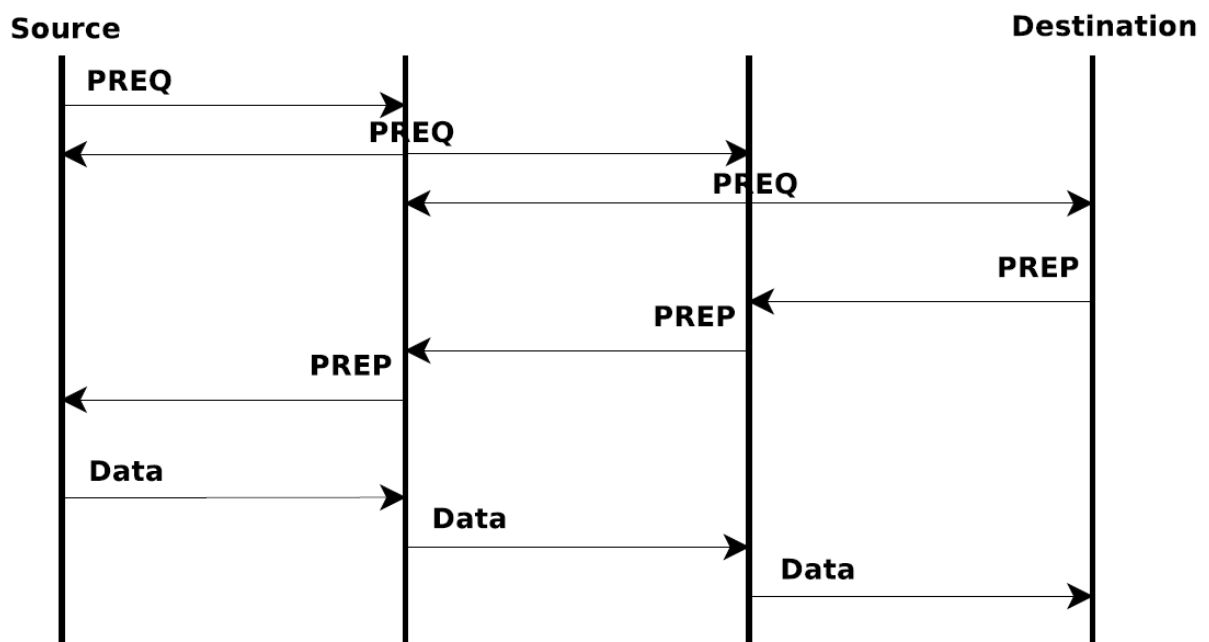 Source
Destination
PREQ
PREQ
PREQ
PREP
PREP
PREP
Data
Data
Data